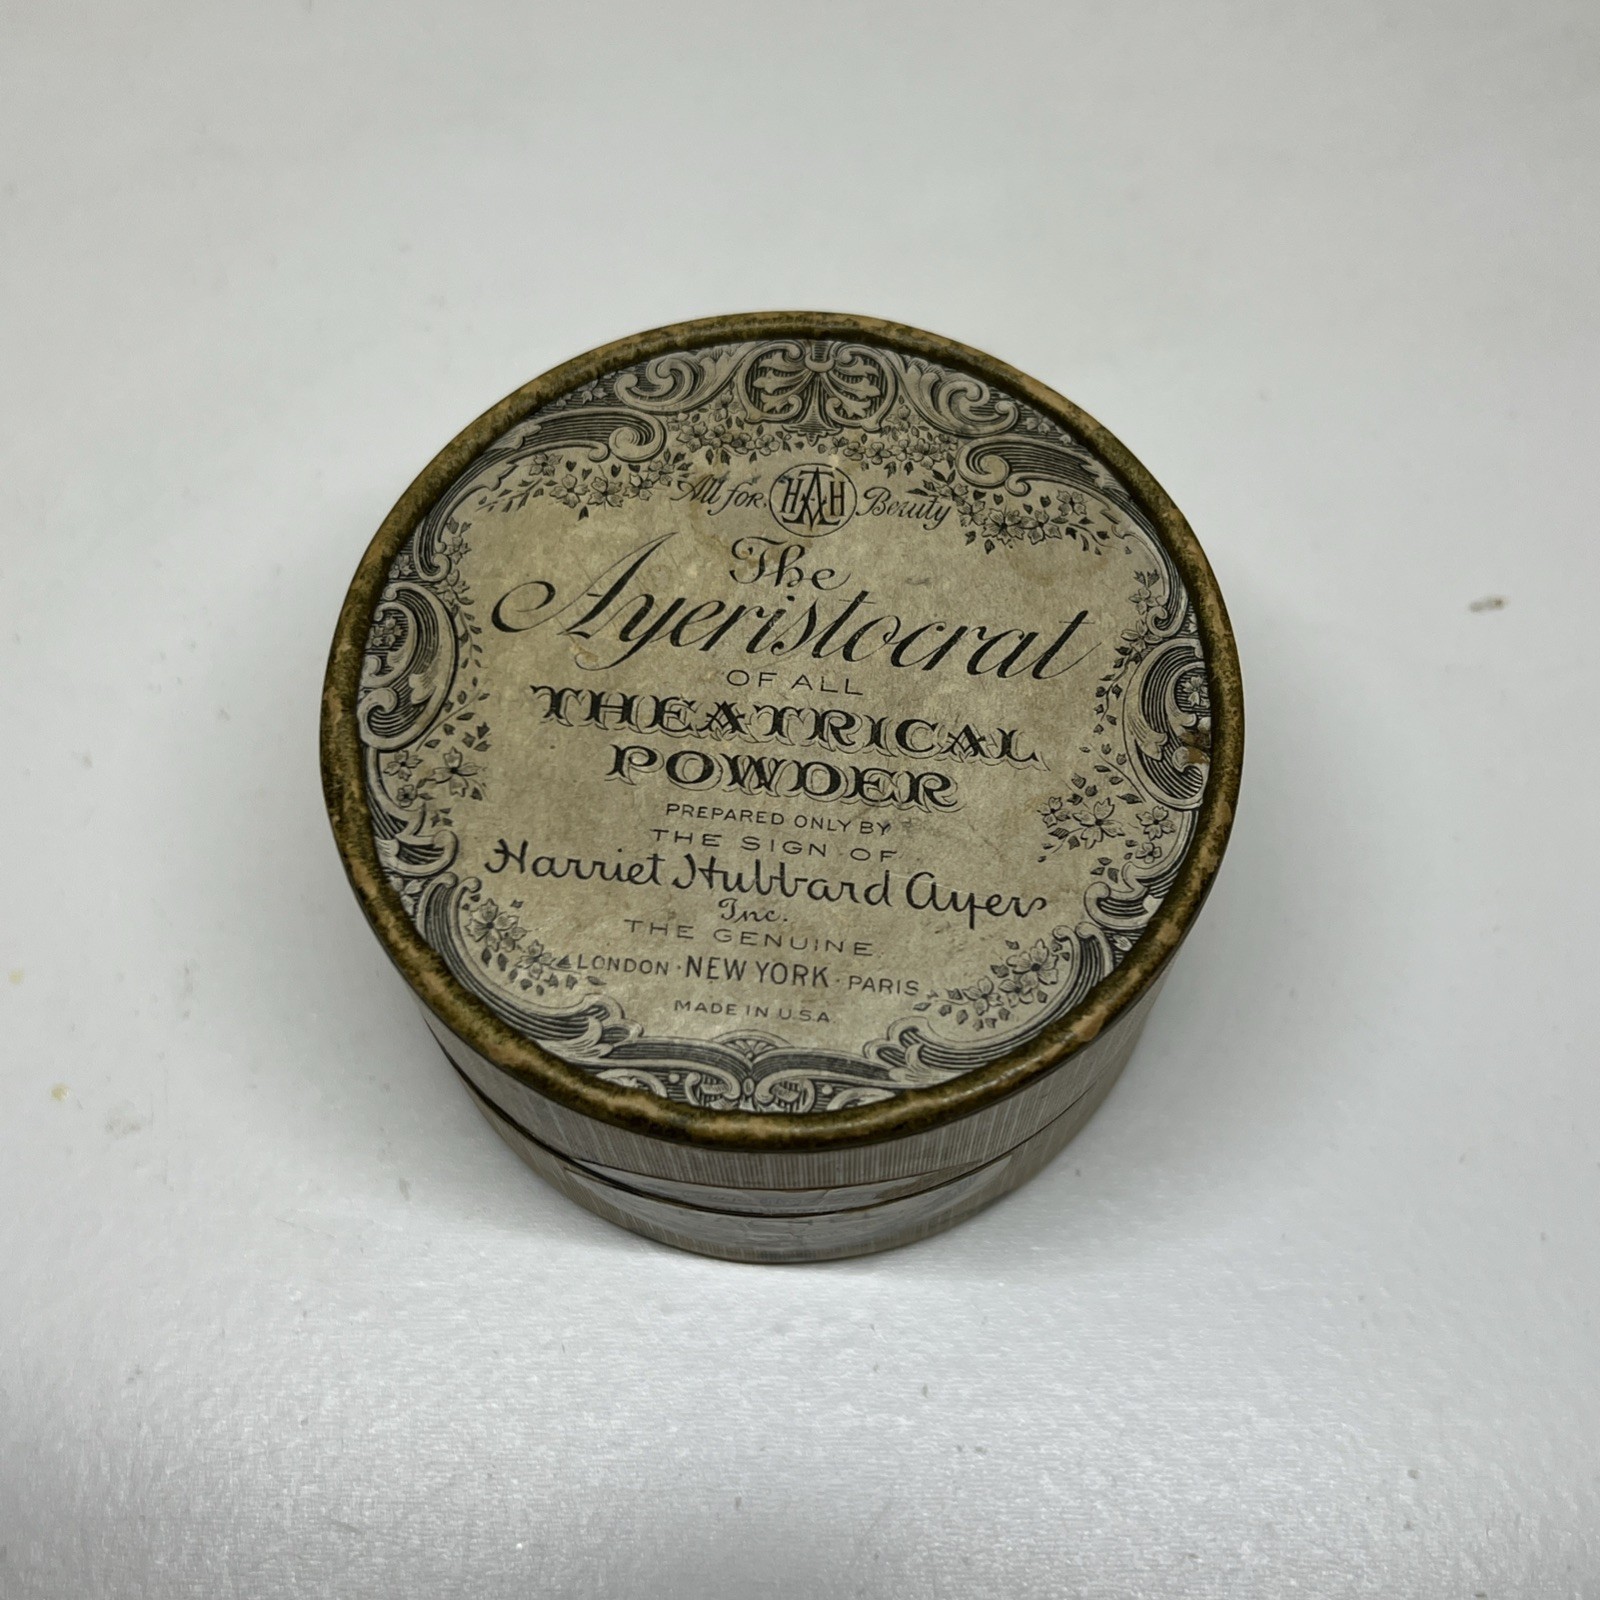 All for HHA Beauty
The
Ayeristocrat
OF ALL
THEATRICAL
POWDER
PREPARED ONLY BY
THE SIGN OF
Harriet Hubbard Ayer
Inc.
THE GENUINE
LONDON · NEW YORK · PARIS
MADE IN U.S.A.